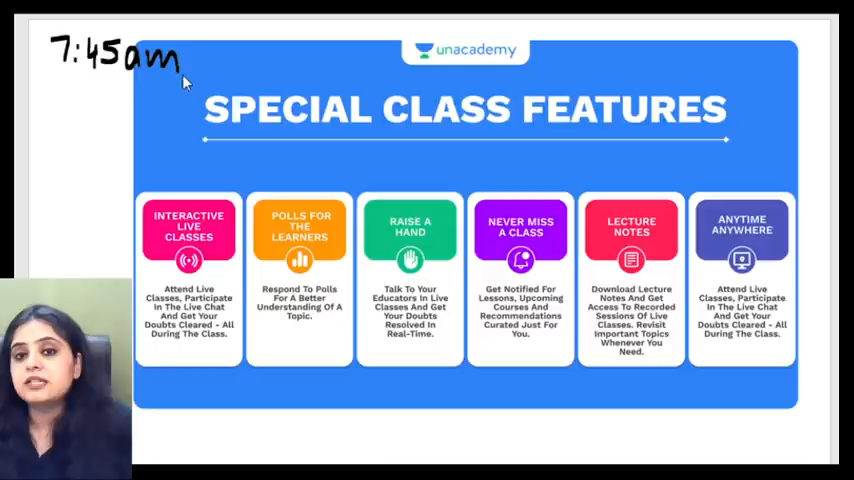 7:45am
unacademy
SPECIAL CLASS FEATURES
INTERACTIVE
LIVE
CLASSES
Attend Live
Classes, Participate
In The Live Chat
And Get Your
Doubts Cleared - All
During The Class.
POLLS FOR
THE
LEARNERS
Respond To Polls
For A Better
Understanding Of A
Topic.
RAISE A
HAND
Talk To Your
Educators In Live
Classes And Get
Your Doubts
Resolved In
Real-Time.
NEVER MISS
A CLASS
Get Notified For
Lessons, Upcoming
Courses And
Recommendations
Curated Just For
You.
LECTURE
NOTES
Download Lecture
Notes And Get
Access To Recorded
Sessions Of Live
Classes. Revisit
Important Topics
Whenever You
Need.
ANYTIME
ANYWHERE
Attend Live
Classes, Participate
In The Live Chat
And Get Your
Doubts Cleared - All
During The Class.